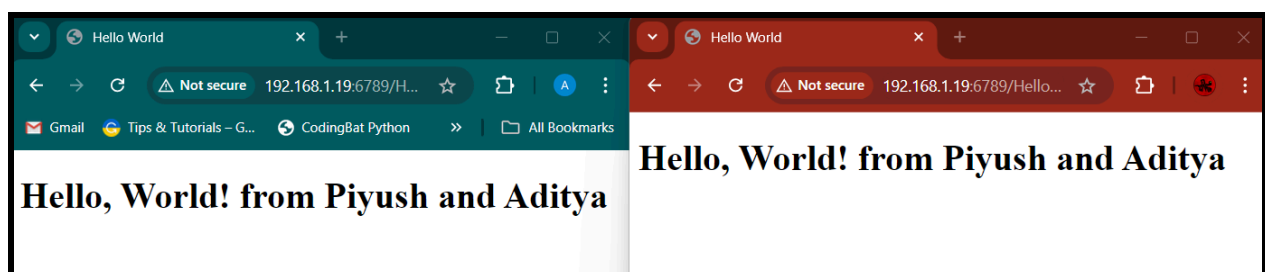 Hello World
Not secure 192.168.1.19:6789/H...
A
Gmail Tips & Tutorials – G... CodingBat Python » All Bookmarks
Hello, World! from Piyush and Aditya
Hello World
Not secure 192.168.1.19:6789/Hello...
Hello, World! from Piyush and Aditya